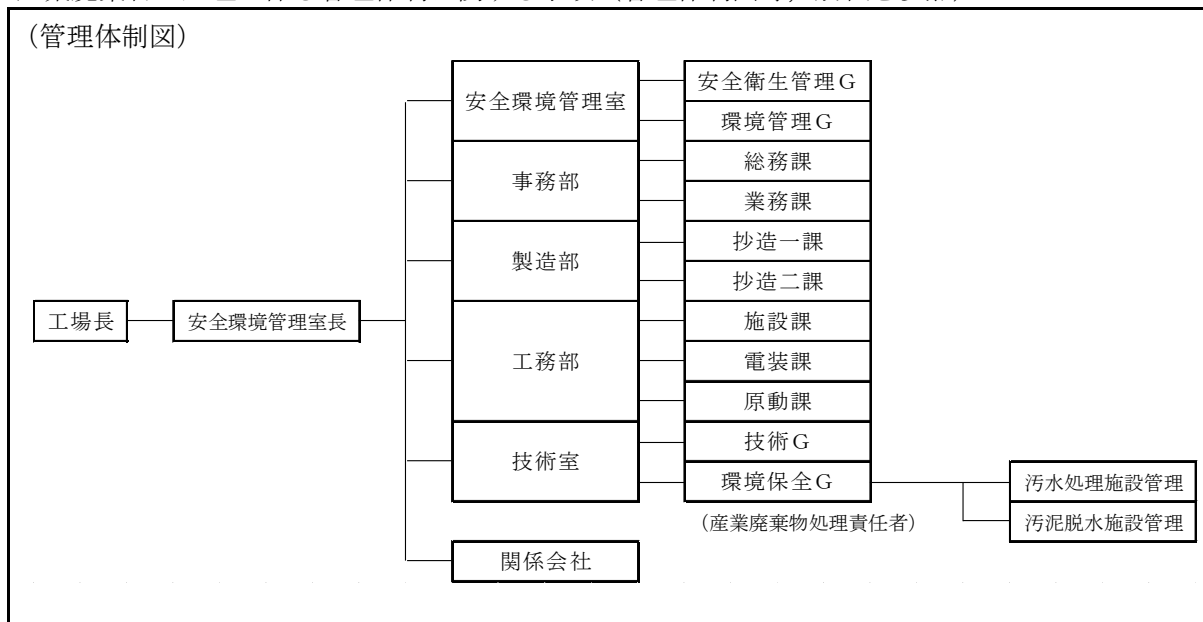 （管理体制図）
安全環境管理室
安全衛生管理G
環境管理G
事務部
総務課
業務課
製造部
抄造一課
抄造二課
工場長
安全環境管理室長
工務部
施設課
電装課
原動課
技術室
技術G
環境保全G
汚水処理施設管理
（産業廃棄物処理責任者）
汚泥脱水施設管理
関係会社